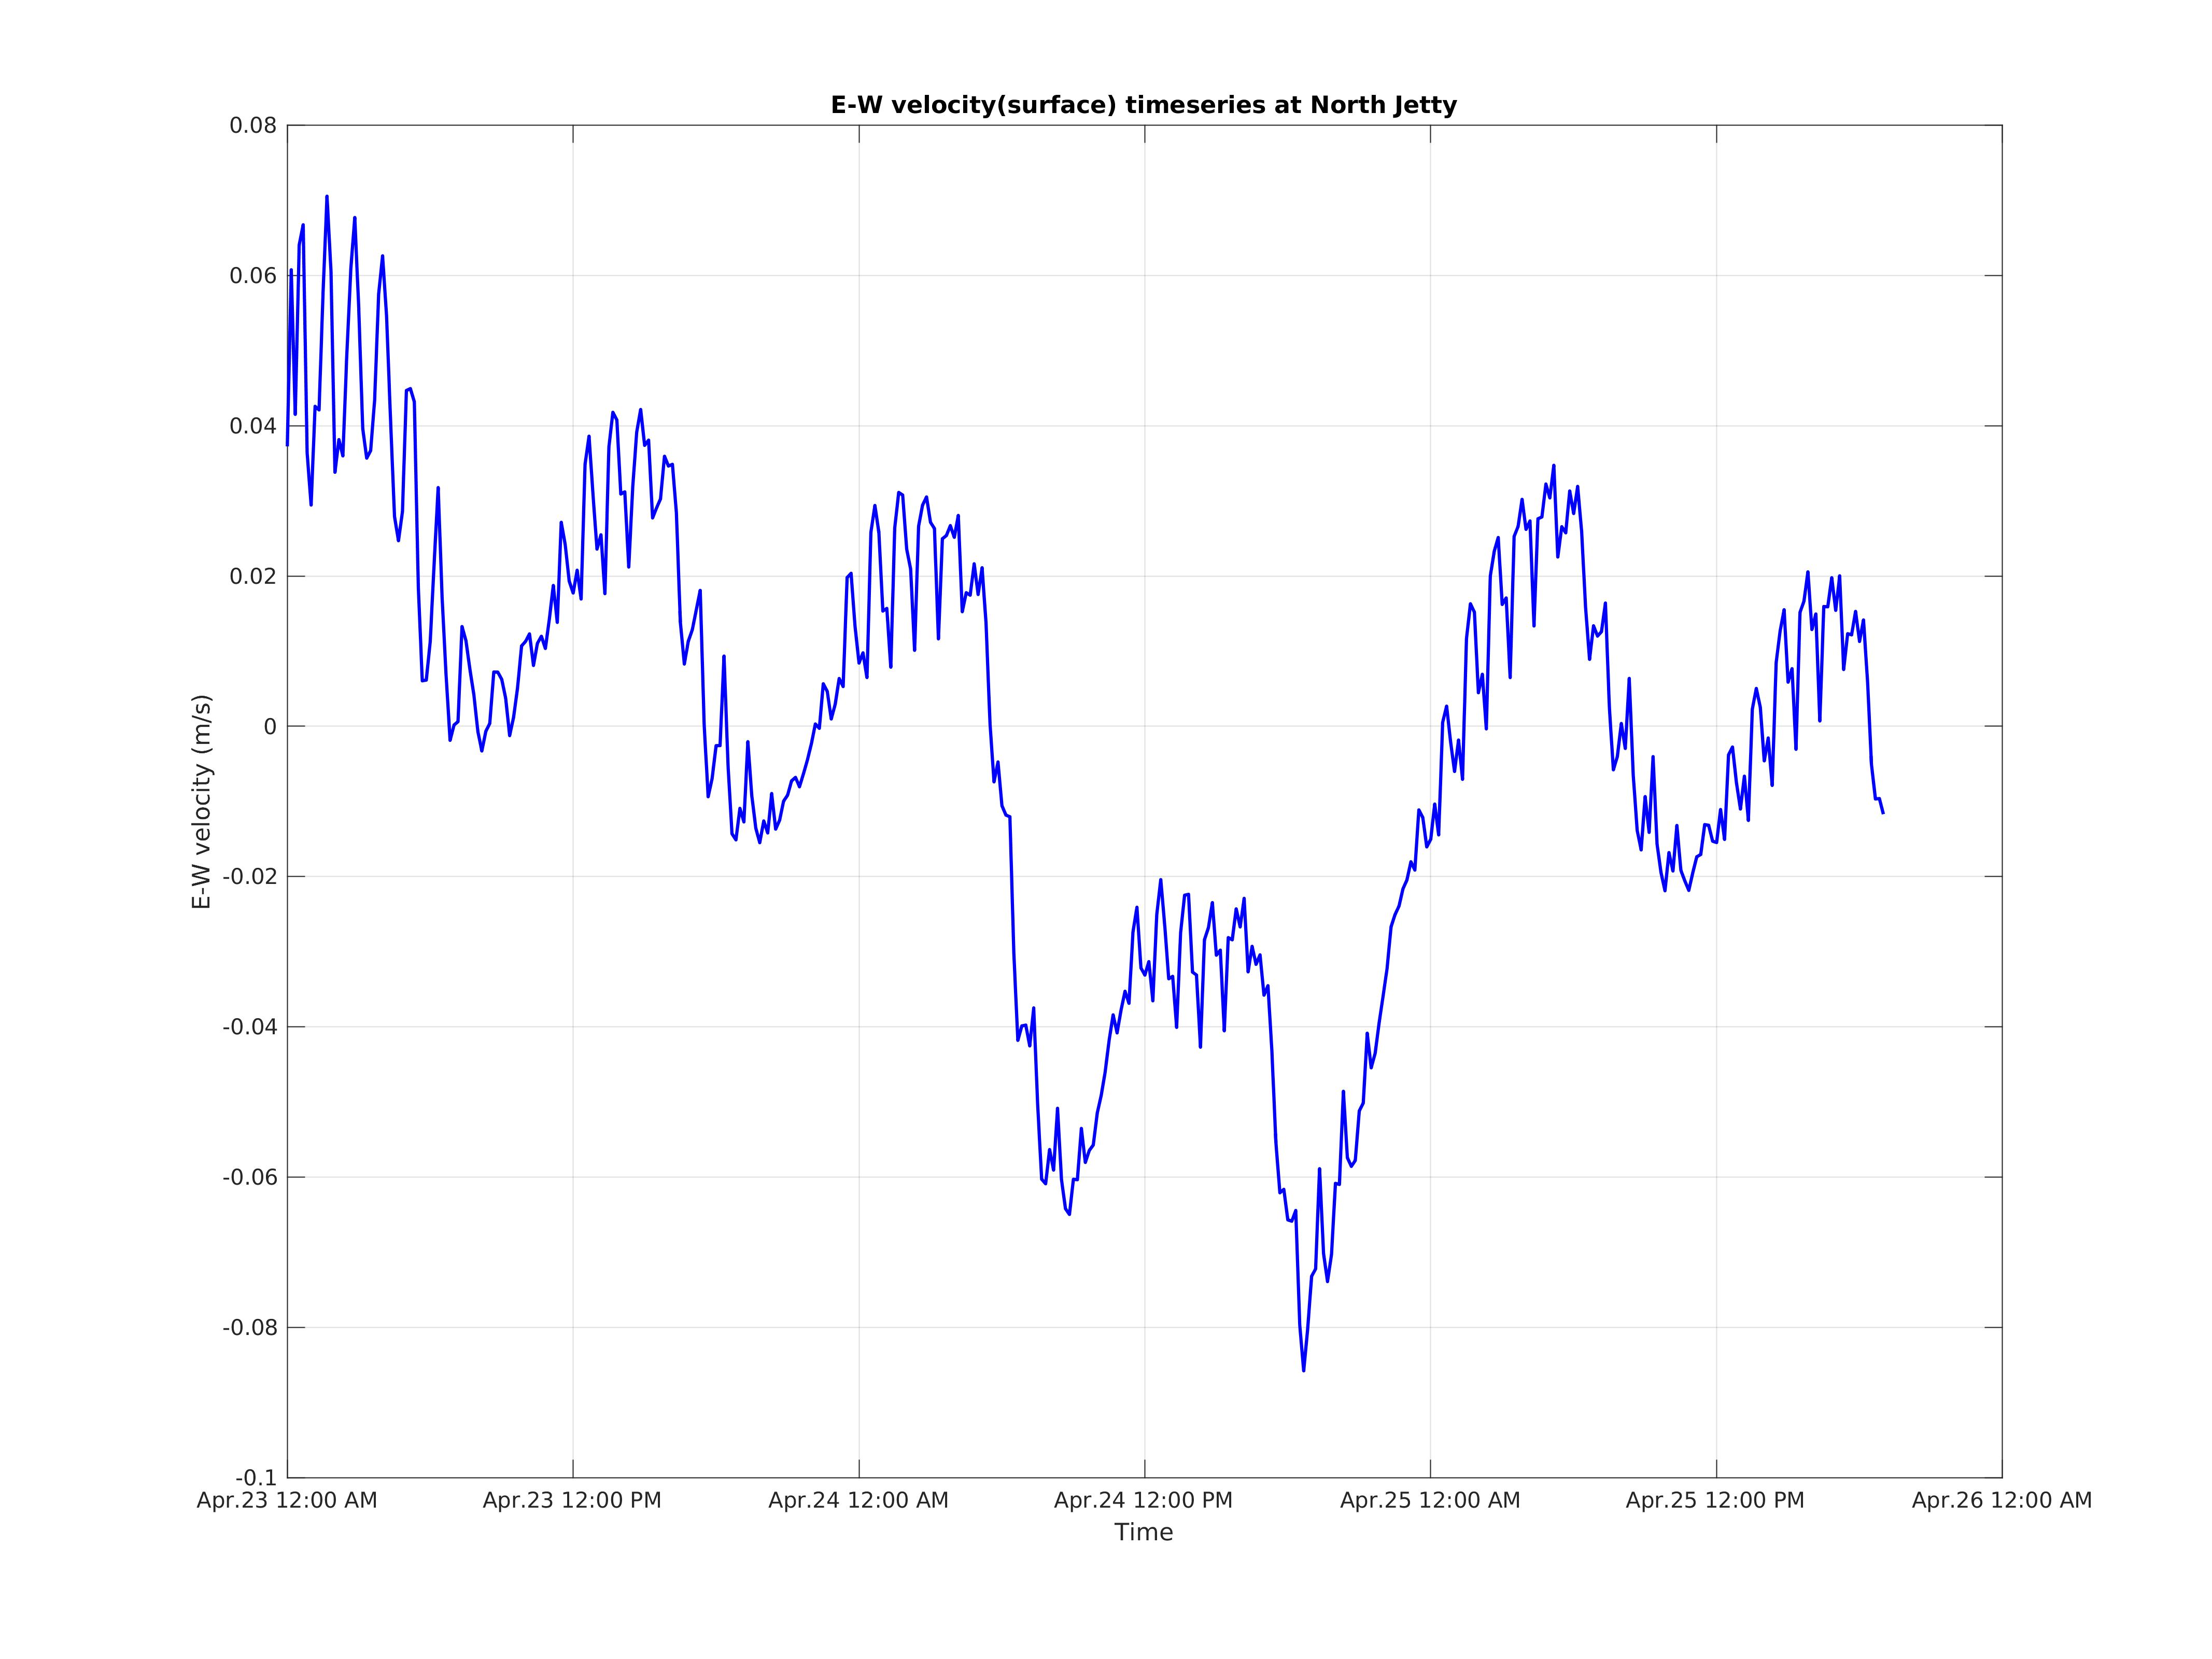 E-W velocity(surface) timeseries at North Jetty
0.08
0.06
0.04
0.02
0
-0.02
-0.04
-0.06
-0.08
-0.1
E-W velocity (m/s)
Apr.23 12:00 AM
Apr.23 12:00 PM
Apr.24 12:00 AM
Apr.24 12:00 PM
Apr.25 12:00 AM
Apr.25 12:00 PM
Apr.26 12:00 AM
Time